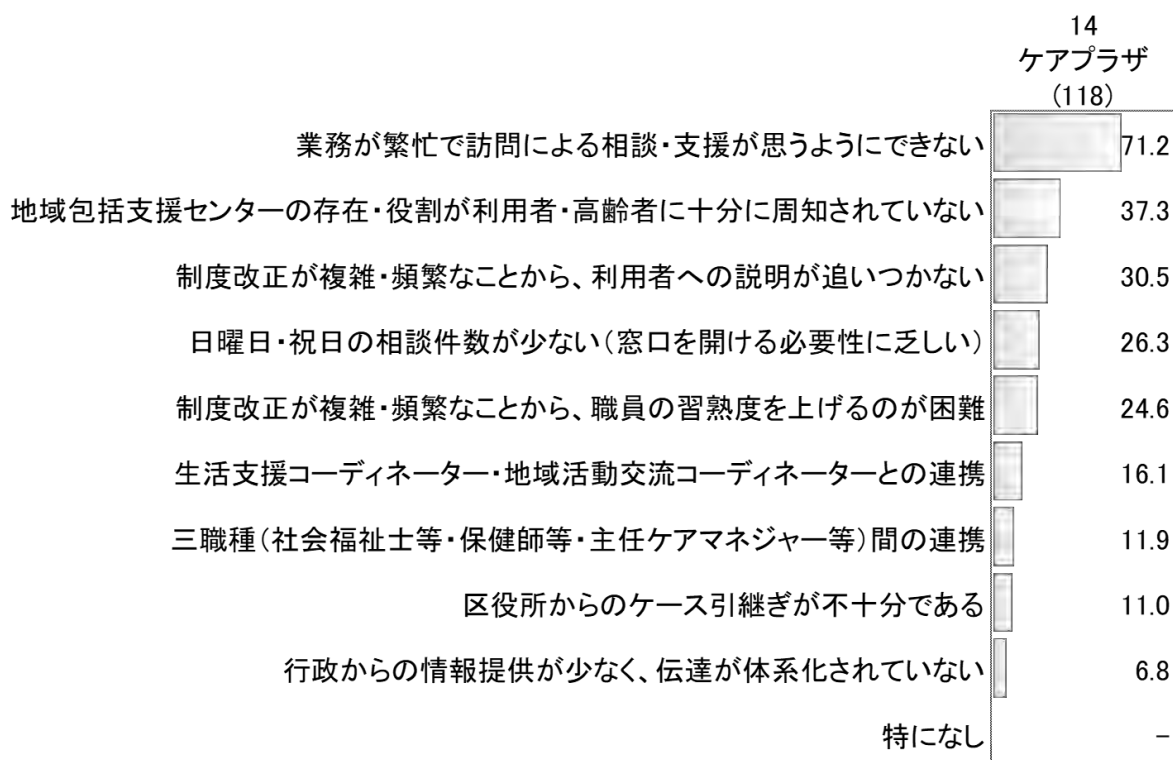 14
ケアプラザ
(118)
業務が繁忙で訪問による相談・支援が思うようにできない 71.2
地域包括支援センターの存在・役割が利用者・高齢者に十分に周知されていない 37.3
制度改正が複雑・頻繁なことから、利用者への説明が追いつかない 30.5
日曜日・祝日の相談件数が少ない（窓口を開ける必要性に乏しい） 26.3
制度改正が複雑・頻繁なことから、職員の習熟度を上げるのが困難 24.6
生活支援コーディネーター・地域活動交流コーディネーターとの連携 16.1
三職種（社会福祉士等・保健師等・主任ケアマネジャー等）間の連携 11.9
区役所からのケース引継ぎが不十分である 11.0
行政からの情報提供が少なく、伝達が体系化されていない 6.8
特になし －